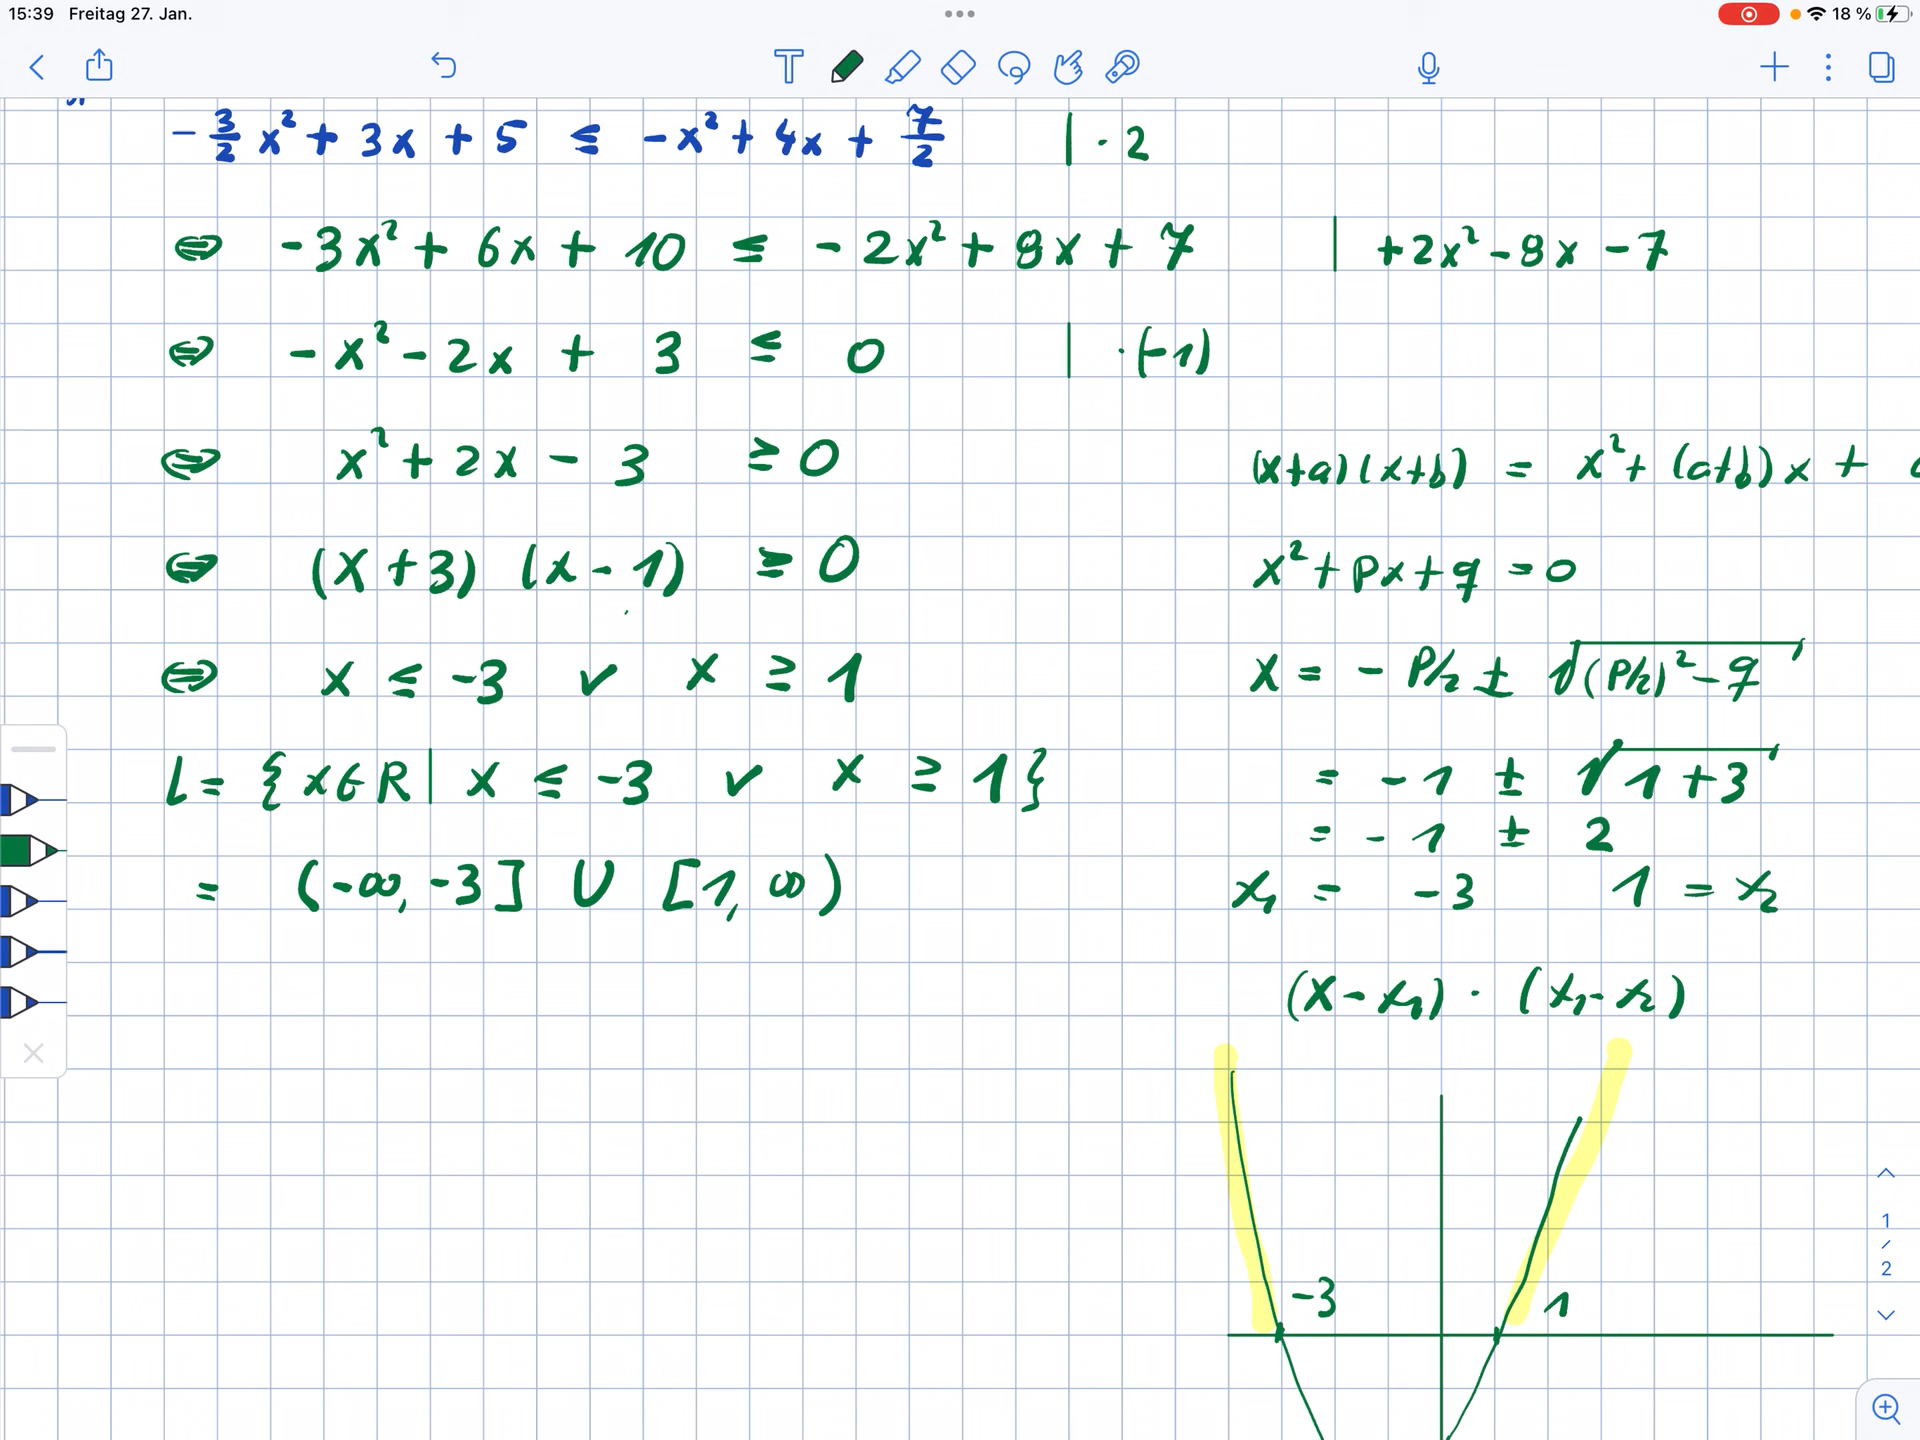 15:39 Freitag 27. Jan. 18 %
-3/2 x² + 3x + 5 ≤ -x² + 4x + 7/2 | · 2
⇔ -3x² + 6x + 10 ≤ -2x² + 8x + 7 | +2x² - 8x - 7
⇔ -x² - 2x + 3 ≤ 0 | ·(-1)
⇔ x² + 2x - 3 ≥ 0
⇔ (x+3) (x-1) ≥ 0
⇔ x ≤ -3 ∨ x ≥ 1
L = {x∈R | x ≤ -3 ∨ x ≥ 1}
= (-∞, -3] ∪ [1, ∞)
(x+a)(x+b) = x² + (a+b)x +
x² + px + q = 0
x = - p/2 ± √((p/2)² - q)
= -1 ± √(1+3)
= -1 ± 2
x₁ = -3 1 = x₂
(x-x₁) · (x₁-x₂)
-3 1
1
/
2